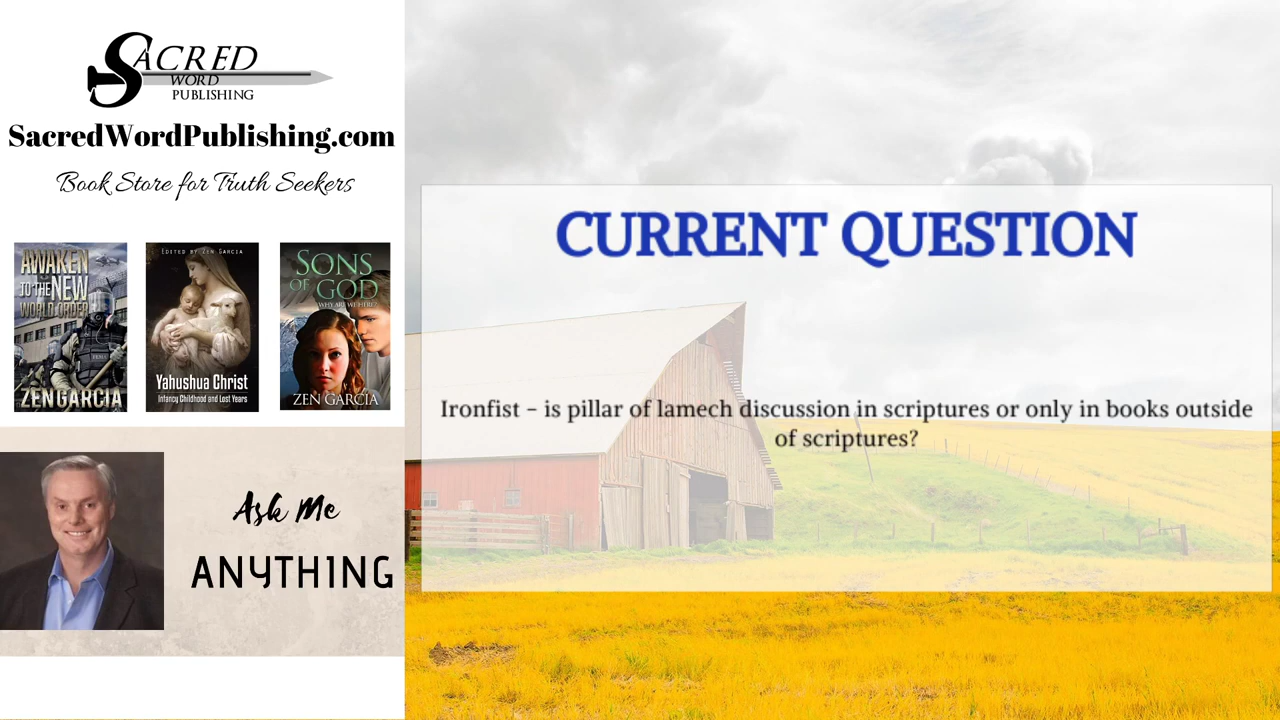 SACRED
WORD
PUBLISHING
SacredWordPublishing.com
Book Store for Truth Seekers
AWAKEN
TO THE NEW
WORLD ORDER
ZEN GARCIA
EDITED BY ZEN GARCIA
Yahushua Christ
Infancy Childhood and Lost Years
SONS
OF GOD
WHY ARE WE HERE?
ZEN GARCIA
Ask Me
ANYTHING
CURRENT QUESTION
Ironfist – is pillar of lamech discussion in scriptures or only in books outside
of scriptures?